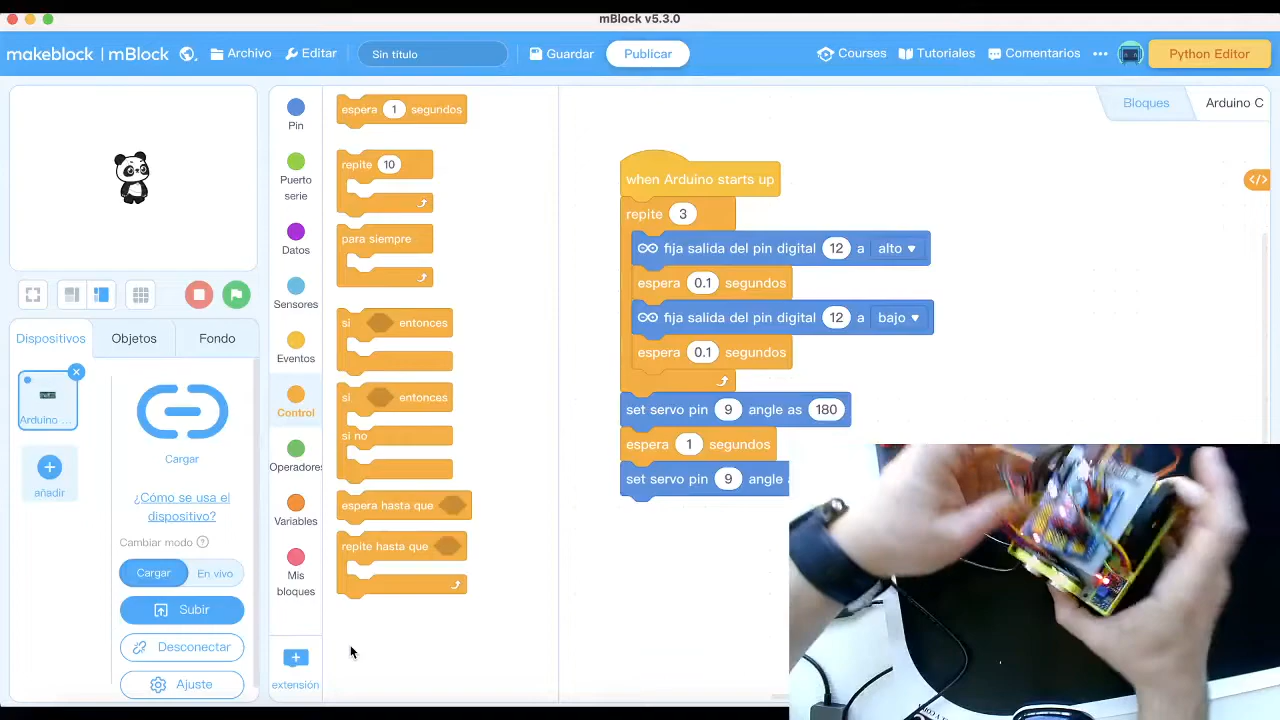 mBlock v5.3.0
makeblock | mBlock
Archivo
Editar
Sin título
Guardar
Publicar
Courses
Tutoriales
Comentarios
Python Editor
Bloques
Arduino C
Pin
Puerto
serie
Datos
Sensores
Eventos
Control
Operadores
Variables
Mis
bloques
extensión
espera 1 segundos
repite 10
para siempre
si entonces
si entonces
si no
espera hasta que
repite hasta que
when Arduino starts up
repite 3
fija salida del pin digital 12 a alto
espera 0.1 segundos
fija salida del pin digital 12 a bajo
espera 0.1 segundos
set servo pin 9 angle as 180
espera 1 segundos
set servo pin 9 angle
Dispositivos
Objetos
Fondo
Arduino ...
añadir
Cargar
¿Cómo se usa el
dispositivo?
Cambiar modo ?
Cargar
En vivo
Subir
Desconectar
Ajuste